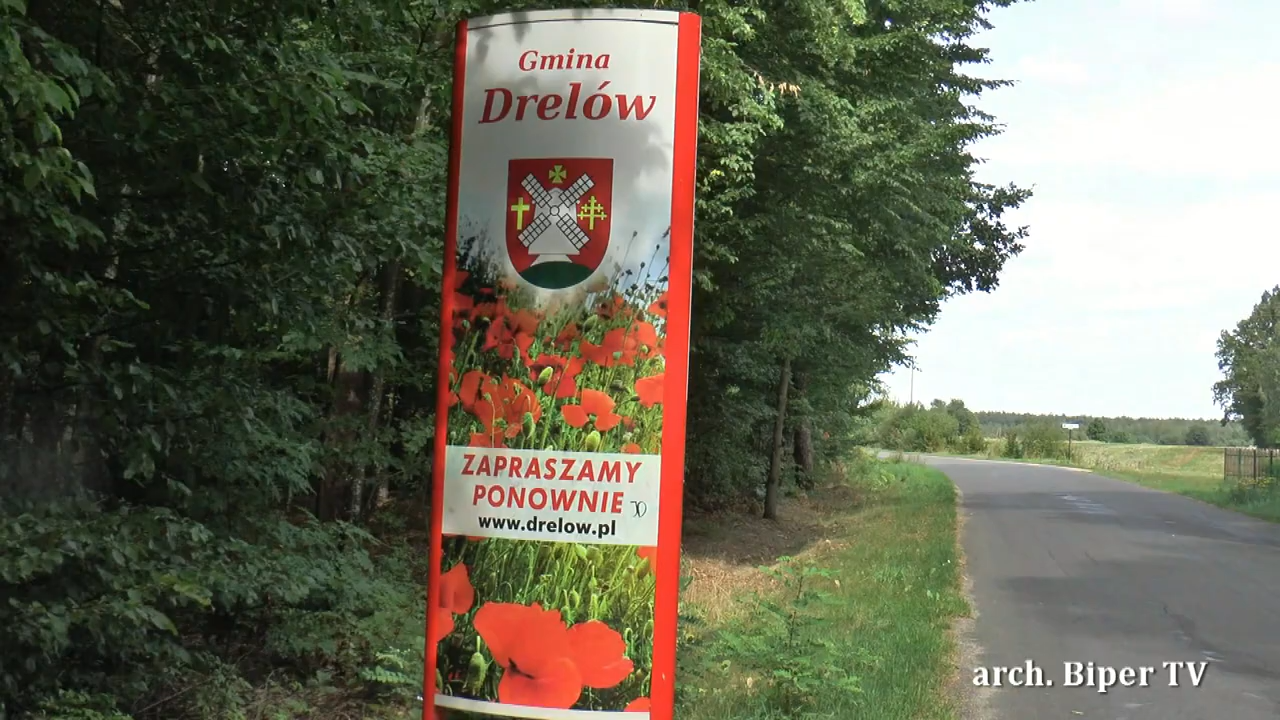 Gmina
Drelów
ZAPRASZAMY
PONOWNIE
www.drelow.pl
arch. Biper TV